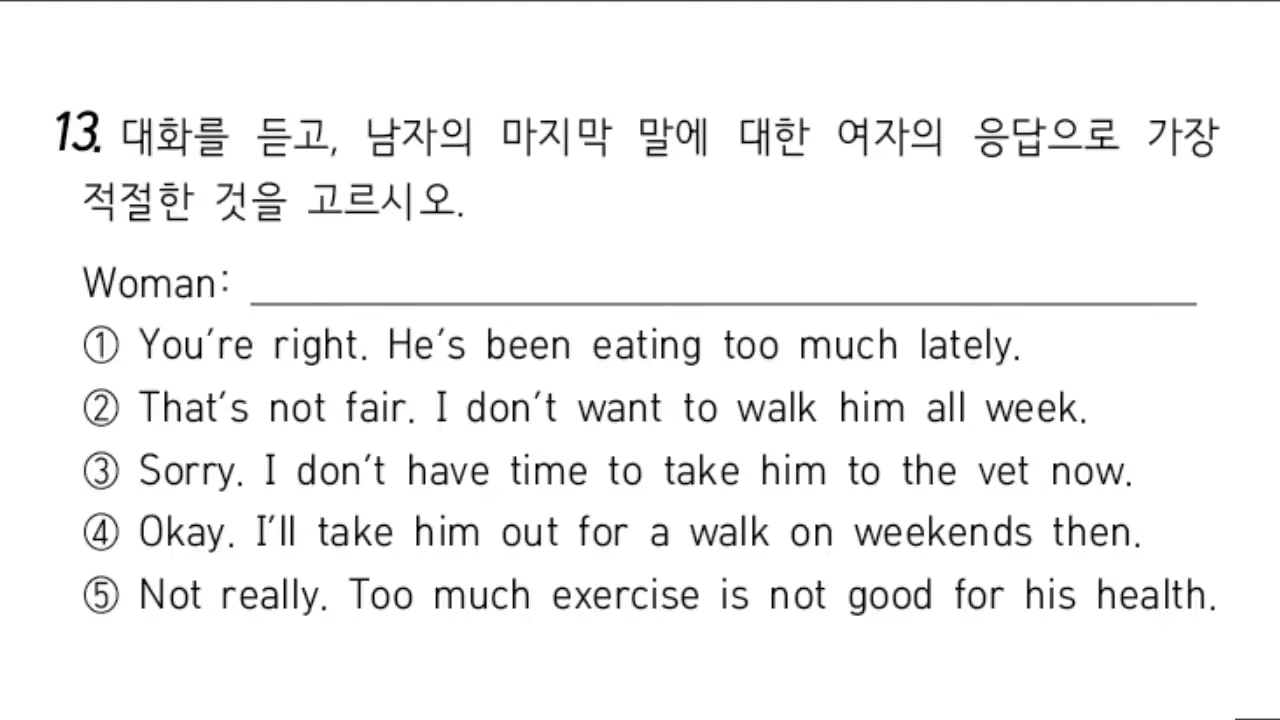 13. 대화를 듣고, 남자의 마지막 말에 대한 여자의 응답으로 가장
적절한 것을 고르시오.
Woman:
① You’re right. He’s been eating too much lately.
② That’s not fair. I don’t want to walk him all week.
③ Sorry. I don’t have time to take him to the vet now.
④ Okay. I’ll take him out for a walk on weekends then.
⑤ Not really. Too much exercise is not good for his health.